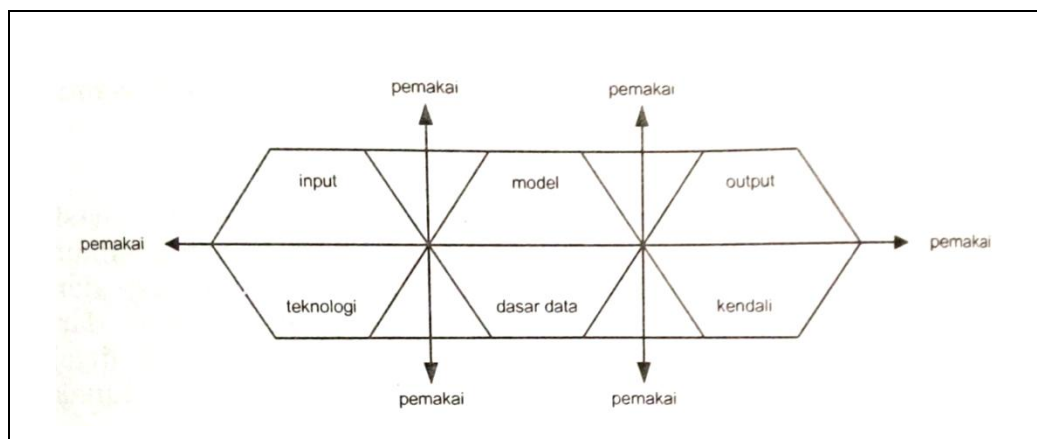 pemakai pemakai
input model output
pemakai pemakai
teknologi dasar data kendali
pemakai pemakai